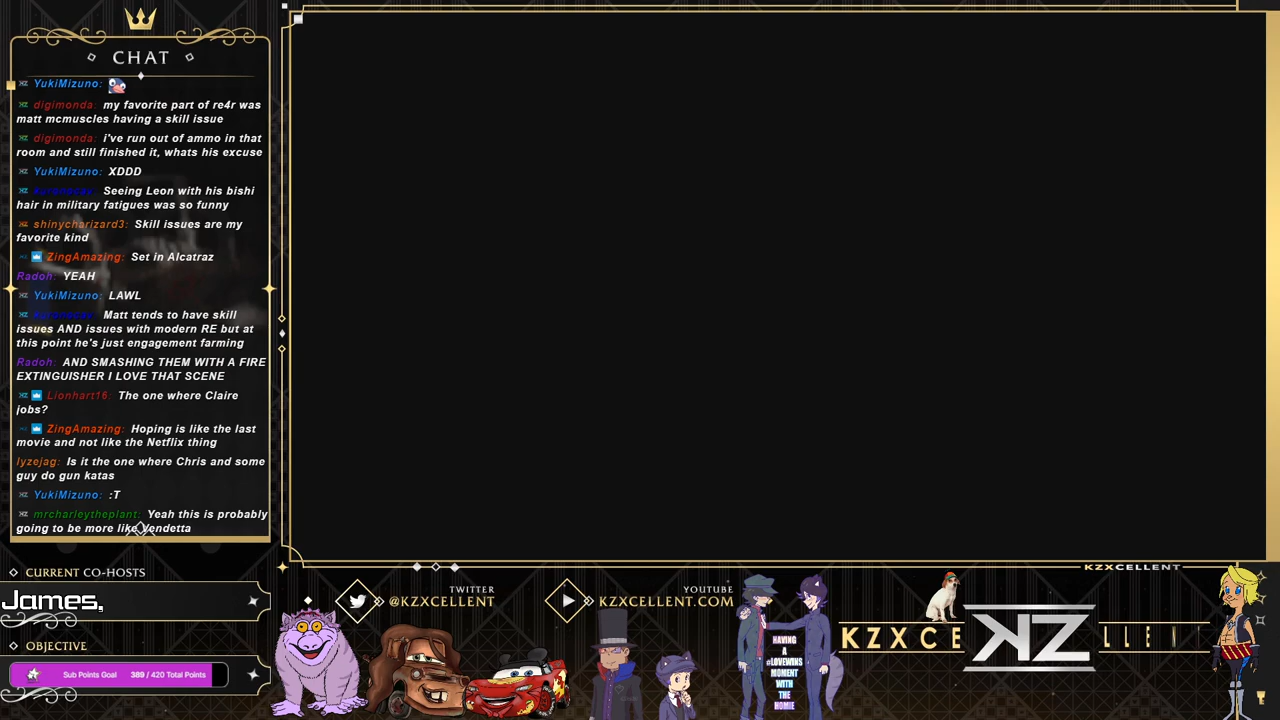 CHAT
YukiMizuno:
digimonda: my favorite part of re4r was
matt mcmuscles having a skill issue
digimonda: i've run out of ammo in that
room and still finished it, whats his excuse
YukiMizuno: XDDD
Seeing Leon with his bishi
hair in military fatigues was so funny
shinycharizard3: Skill issues are my
favorite kind
ZingAmazing: Set in Alcatraz
Radoh: YEAH
YukiMizuno: LAWL
Matt tends to have skill
issues AND issues with modern RE but at
this point he's just engagement farming
Radoh: AND SMASHING THEM WITH A FIRE
EXTINGUISHER I LOVE THAT SCENE
Lionhart16: The one where Claire
jobs?
ZingAmazing: Hoping is like the last
movie and not like the Netflix thing
lyzejag: Is it the one where Chris and some
guy do gun katas
YukiMizuno: :T
mrcharleytheplant: Yeah this is probably
going to be more like Vendetta
CURRENT CO-HOSTS
James,
OBJECTIVE
Sub Points Goal 389 / 420 Total Points
TWITTER
@KZXCELLENT
YOUTUBE
KZXCELLENT.COM
HAVING
A
#LOVEWINS
MOMENT
WITH
THE
HOMIE
KZXCELLENT
KZXCE KZ LLEN